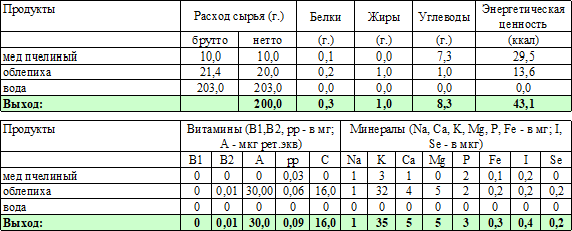 Продукты Расход сырья (г.) Белки Жиры Углеводы Энергетическая ценность
брутто нетто (г.) (г.) (г.) (ккал)
мед пчелиный 10,0 10,0 0,1 0,0 7,3 29,5
облепиха 21,4 20,0 0,2 1,0 1,0 13,6
вода 203,0 203,0 0,0 0,0 0,0 0,0
Выход: 200,0 0,3 1,0 8,3 43,1
Продукты Витамины (В1,В2, рр - в мг; Минералы (Na, Ca, K, Mg, P, Fe - в мг; I,
А - мкг рет.экв) Se - в мкг)
В1 В2 А рр С Na K Ca Mg P Fe I Se
мед пчелиный 0 0 0 0,03 0 1 3 1 0 2 0,1 0,2 0
облепиха 0 0,01 30,00 0,06 16,0 1 32 4 5 2 0,2 0,2 0,2
вода 0 0 0 0 0 0 0 0 0 0 0 0 0
Выход: 0 0,01 30,0 0,09 16,0 1 35 5 5 3 0,3 0,4 0,2